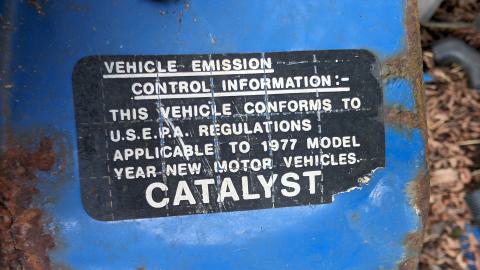 VEHICLE EMISSION
CONTROL INFORMATION:-
THIS VEHICLE CONFORMS TO
U.S.E.P.A. REGULATIONS
APPLICABLE TO 1977 MODEL
YEAR NEW MOTOR VEHICLES.
CATALYST